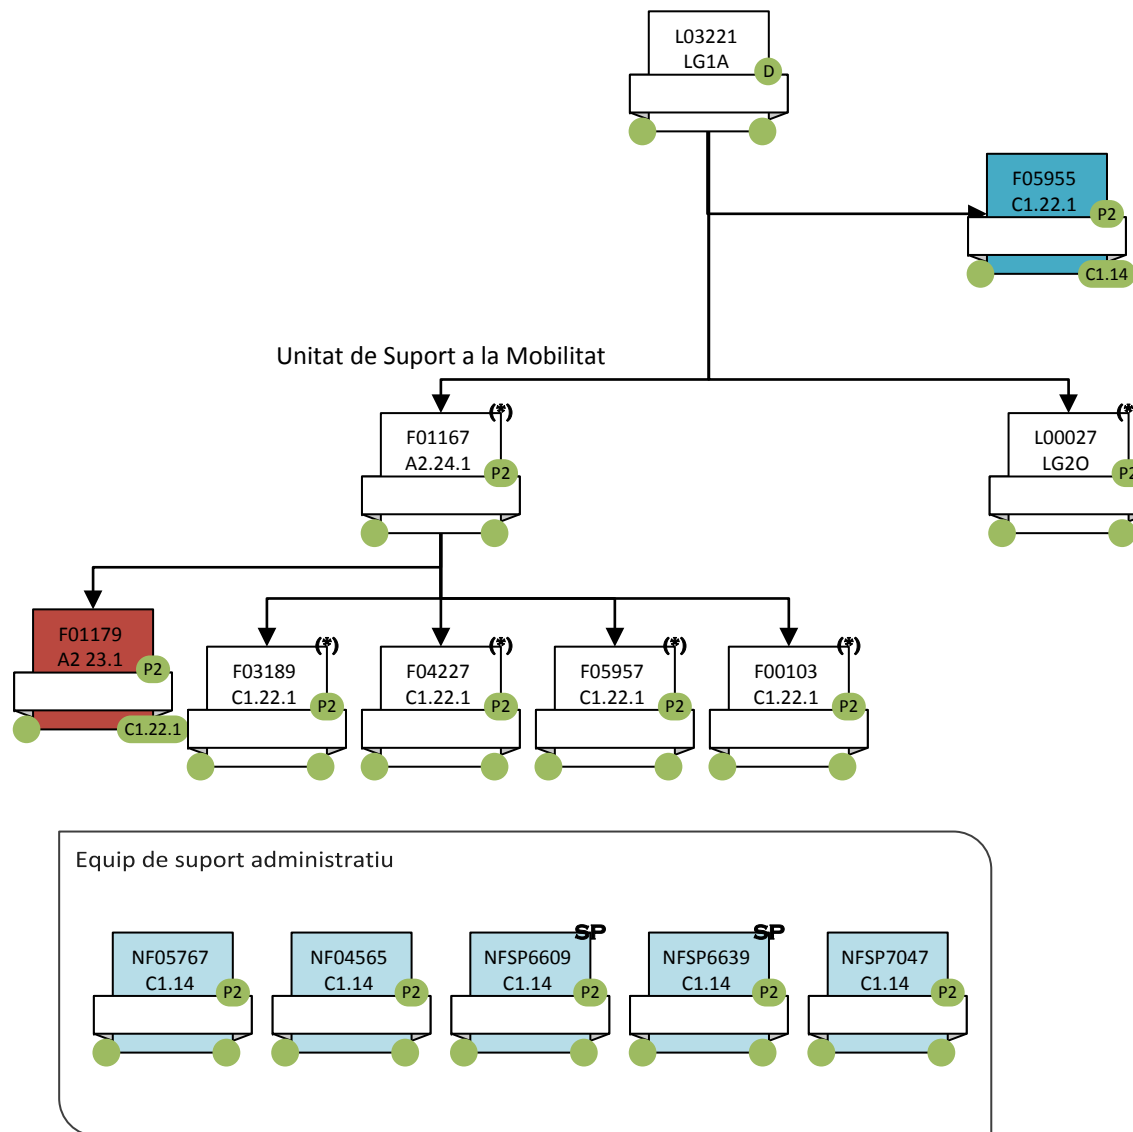 L03221
LG1A
D
F05955
C1.22.1
P2
C1.14
Unitat de Suport a la Mobilitat
(*)
F01167
A2.24.1
P2
(*
L00027
LG2O
P2
F01179
A2 23.1
P2
C1.22.1
(*)
F03189
C1.22.1
P2
(*)
F04227
C1.22.1
P2
(*)
F05957
C1.22.1
P2
(*)
F00103
C1.22.1
P2
Equip de suport administratiu
NF05767
C1.14
P2
NF04565
C1.14
P2
SP
NFSP6609
C1.14
P2
SP
NFSP6639
C1.14
P2
NFSP7047
C1.14
P2